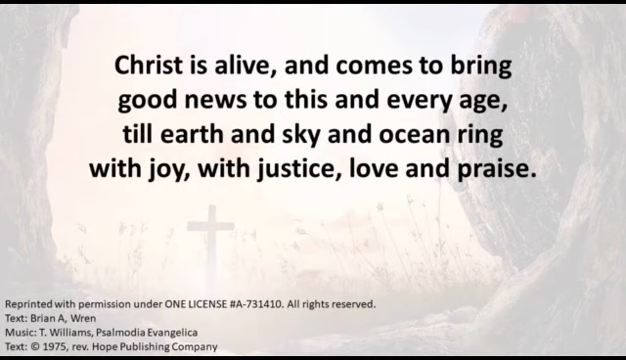 Christ is alive, and comes to bring
good news to this and every age,
till earth and sky and ocean ring
with joy, with justice, love and praise.
Reprinted with permission under ONE LICENSE #A-731410. All rights reserved.
Text: Brian A, Wren
Music: T. Williams, Psalmodia Evangelica
Text: © 1975, rev. Hope Publishing Company